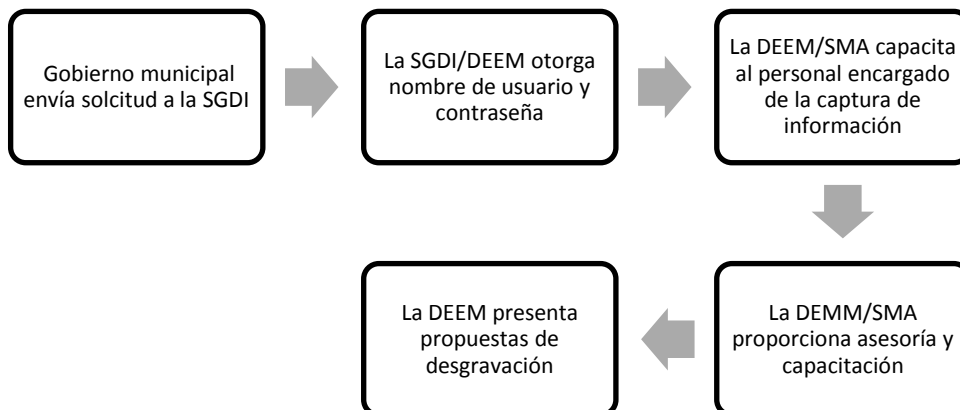 Gobierno municipal
envía solcitud a la SGDI
La SGDI/DEEM otorga
nombre de usuario y
contraseña
La DEEM/SMA capacita
al personal encargado
de la captura de
información
La DEMM/SMA
proporciona asesoría y
capacitación
La DEEM presenta
propuestas de
desgravación